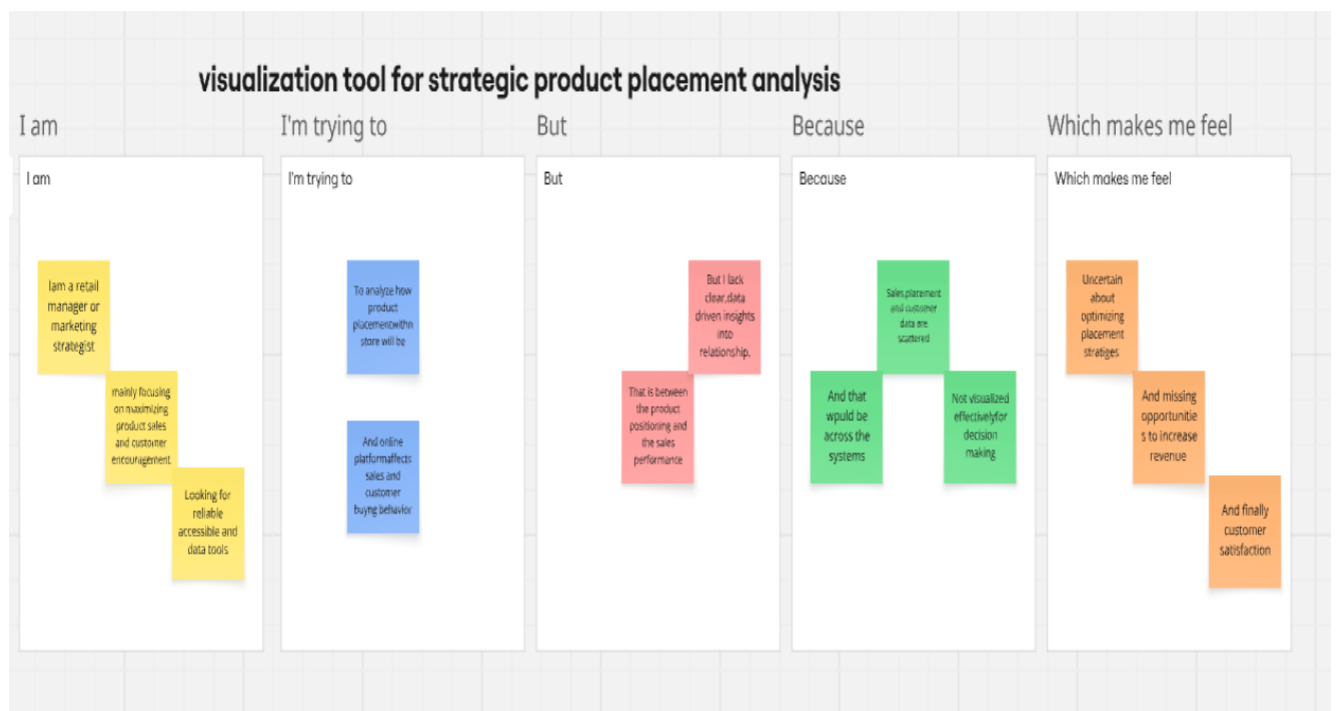 visualization tool for strategic product placement analysis
I am
I'm trying to
But
Because
Which makes me feel
I am
Iam a retail
manager or
marketing
strategist
mainly focusing
on maximizing
product sales
and customer
encouragement
Looking for
reliable
accessible and
data tools
I'm trying to
To analyze how
product
placementwithn
store will be
And online
platformaffects
sales and
customer
buyng behavior
But
But I lack
clear,data
driven insights
into
relationship,
That is between
the product
positioning and
the sales
performance
Because
Sales,placement
and customer
data are
scattered
And that
wpuld be
across the
systems
Not visualized
effectivelyfor
decision
making
Which makes me feel
Uncertain
about
optimizing
placement
stratiges
And missing
opportunitie
s to increase
revenue
And finally
customer
satisfaction